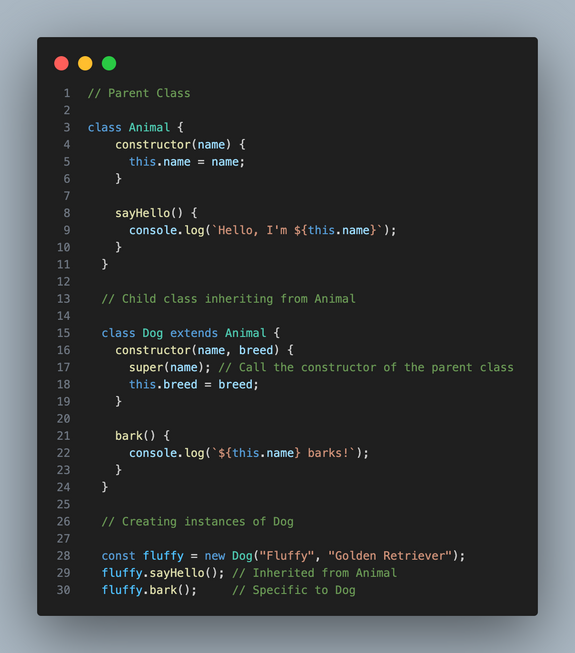 1 // Parent Class
2
3 class Animal {
4     constructor(name) {
5       this.name = name;
6     }
7
8     sayHello() {
9       console.log(`Hello, I'm ${this.name}`);
10     }
11   }
12
13   // Child class inheriting from Animal
14
15   class Dog extends Animal {
16     constructor(name, breed) {
17       super(name); // Call the constructor of the parent class
18       this.breed = breed;
19     }
20
21     bark() {
22       console.log(`${this.name} barks!`);
23     }
24   }
25
26   // Creating instances of Dog
27
28   const fluffy = new Dog("Fluffy", "Golden Retriever");
29   fluffy.sayHello(); // Inherited from Animal
30   fluffy.bark();     // Specific to Dog